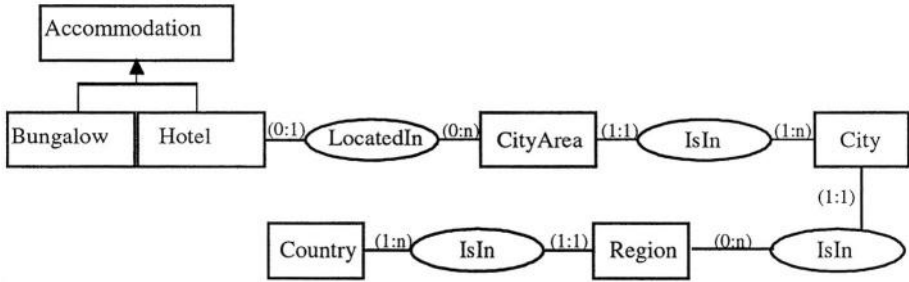 Accommodation
Bungalow Hotel (0:1) LocatedIn (0:n) CityArea (1:1) IsIn (1:n) City
(1:1)
Country (1:n) IsIn (1:1) Region (0:n) IsIn